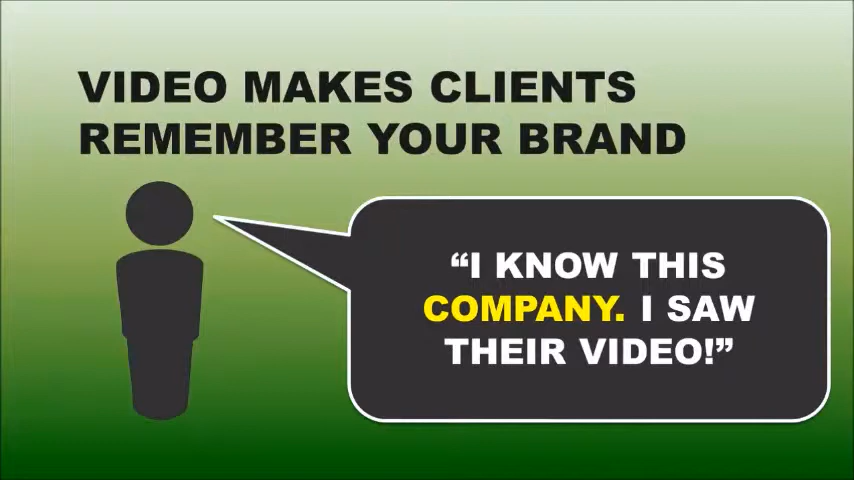 VIDEO MAKES CLIENTS
REMEMBER YOUR BRAND
“I KNOW THIS
COMPANY. I SAW
THEIR VIDEO!”